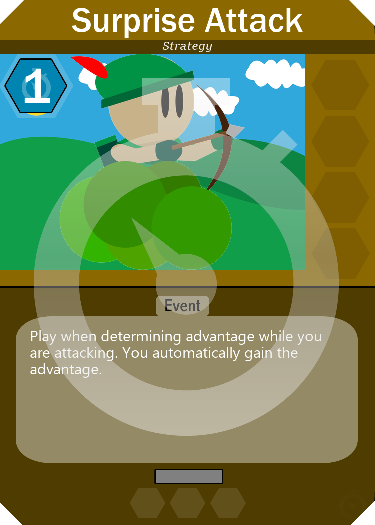 Surprise Attack
Strategy
1
Event
Play when determining advantage while you
are attacking. You automatically gain the
advantage.